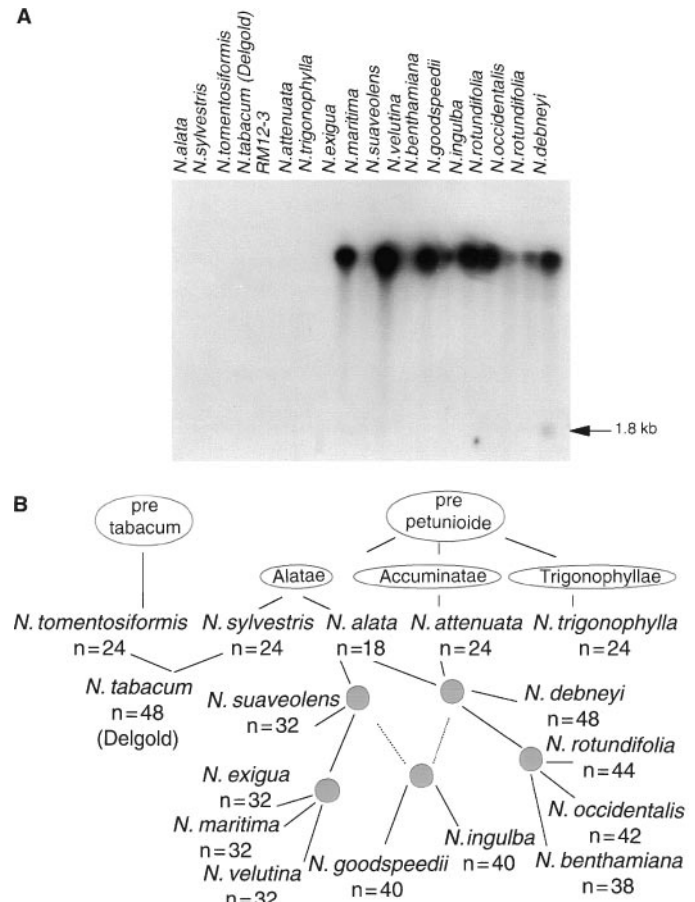 A
N.alata
N.sylvestris
N.tomentosiformis
N.tabacum (Delgold)
RM12-3
N.attenuata
N.trigonophylla
N.exigua
N.maritima
N.suaveolens
N.velutina
N.benthamiana
N.goodspeedii
N.ingulba
N.rotundifolia
N.occidentalis
N.rotundifolia
N.debneyi
1.8 kb
B
pre
tabacum
pre
petunioide
Alatae
Accuminatae
Trigonophyllae
N. tomentosiformis
n=24
N. sylvestris
n=24
N. alata
n=18
N. attenuata
n=24
N. trigonophylla
n=24
N. tabacum
n=48
(Delgold)
N. suaveolens
n=32
N. debneyi
n=48
N. rotundifolia
n=44
N. exigua
n=32
N. maritima
n=32
N. velutina
n=32
N. goodspeedii
n=40
N. ingulba
n=40
N. occidentalis
n=42
N. benthamiana
n=38